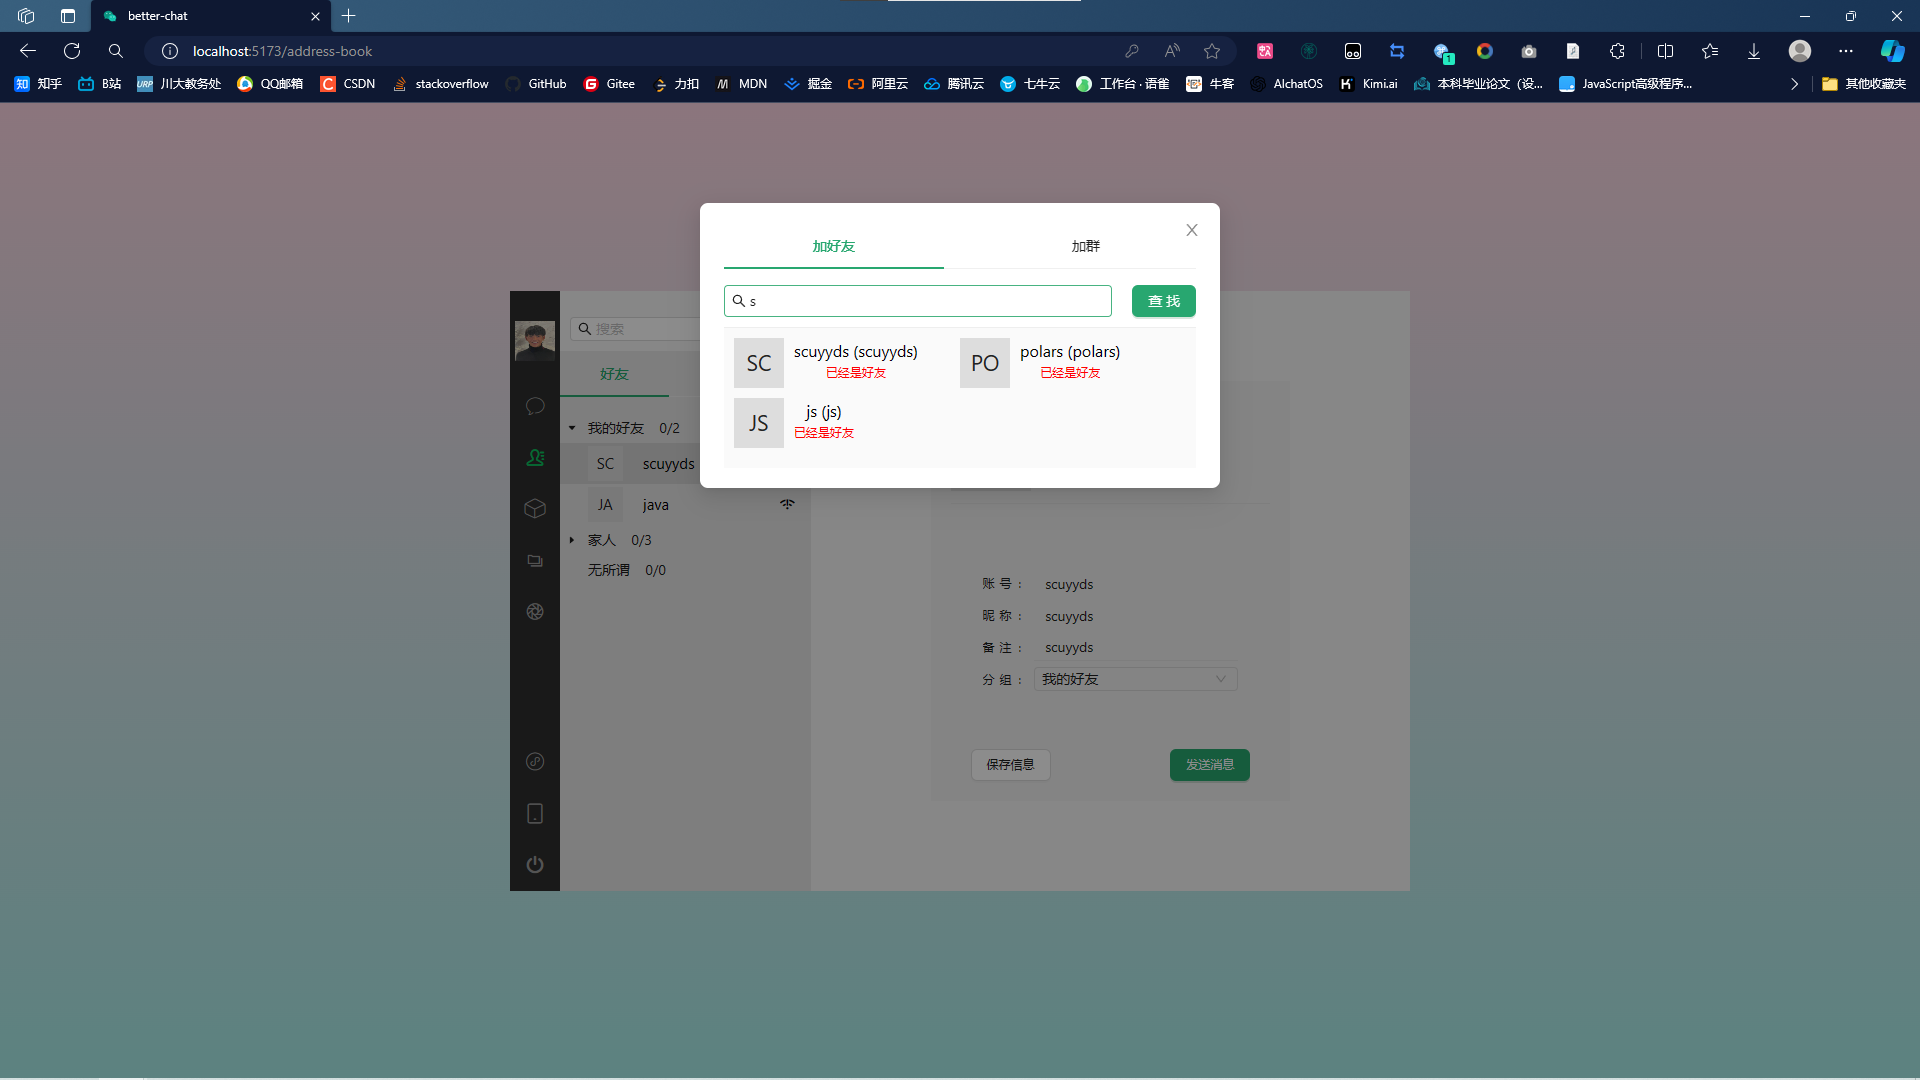 better-chat
localhost:5173/address-book
知乎 B站 川大教务处 QQ邮箱 CSDN stackoverflow GitHub Gitee 力扣 MDN 掘金 阿里云 腾讯云 七牛云 工作台 · 语雀 牛客 AIchatOS Kimi.ai 本科毕业论文（设... JavaScript高级程序... 其他收藏夹
加好友 加群
s 查 找
搜索
SC scuyyds (scuyyds) PO polars (polars)
已经是好友 已经是好友
好友
JS js (js)
已经是好友
我的好友 0/2
SC scuyyds
JA java
家人 0/3
无所谓 0/0
账 号 : scuyyds
昵 称 : scuyyds
备 注 : scuyyds
分 组 : 我的好友
保存信息 发送消息